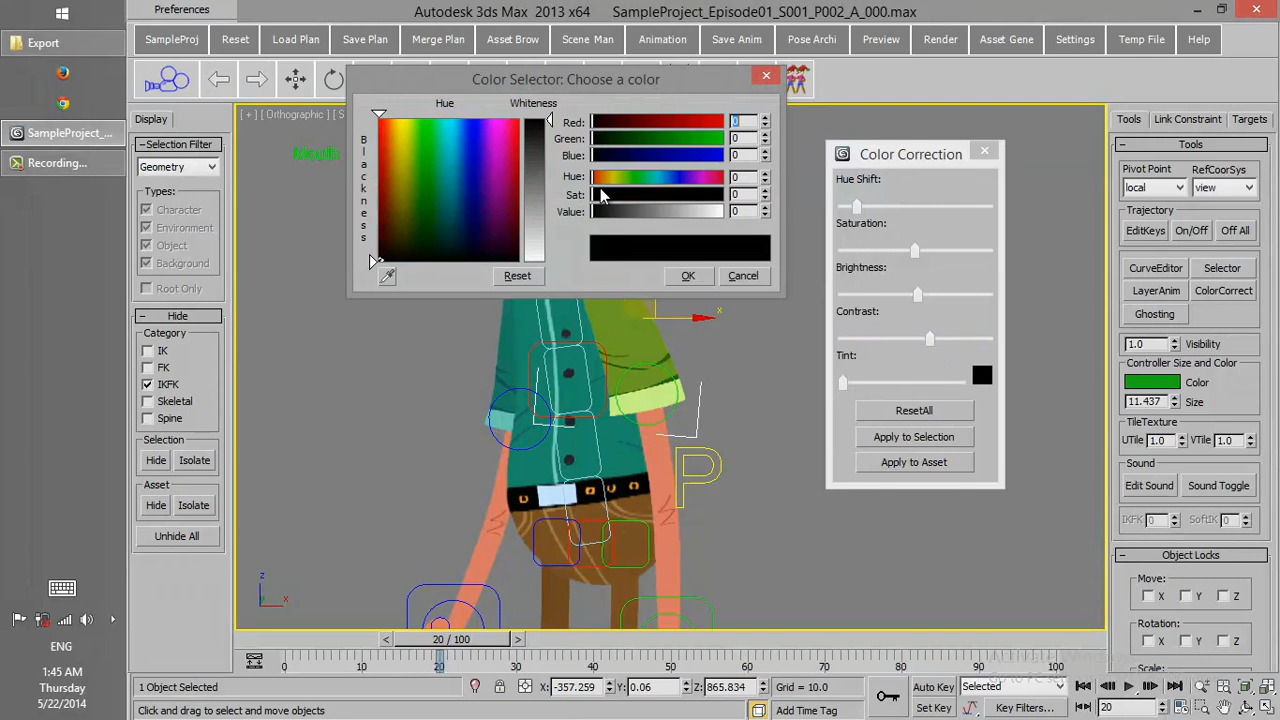 Preferences
Autodesk 3ds Max 2013 x64 SampleProject_Episode01_S001_P002_A_000.max
Export
SampleProject_...
Recording...
SampleProj
Reset
Load Plan
Save Plan
Merge Plan
Asset Brow
Scene Man
Animation
Save Anim
Pose Archi
Preview
Render
Asset Gene
Settings
Temp File
Help
Display
Selection Filter
Geometry
Types:
Character
Environment
Object
Background
Root Only
Hide
Category
IK
FK
IKFK
Skeletal
Spine
Selection
Hide
Isolate
Asset
Hide
Isolate
Unhide All
[ + ] [ Orthographic ]
Color Selector: Choose a color
Hue
Whiteness
Blackness
Red: 0
Green: 0
Blue: 0
Hue: 0
Sat: 0
Value: 0
Reset
OK
Cancel
x
P
z
x
Color Correction
Hue Shift:
Saturation:
Brightness:
Contrast:
Tint:
ResetAll
Apply to Selection
Apply to Asset
Tools
Link Constraint
Targets
Tools
Pivot Point
RefCoorSys
local
view
Trajectory
EditKeys
On/Off
Off All
CurveEditor
Selector
LayerAnim
ColorCorrect
Ghosting
1.0 Visibility
Controller Size and Color
Color
11.437 Size
TileTexture
UTile 1.0 VTile 1.0
Sound
Edit Sound
Sound Toggle
IKFK 0 SoftIK 0
Object Locks
Move: X Y Z
Rotation: X Y Z
Scale:
Activate Windows
Go to PC
< 20 / 100 >
0 10 20 30 40 50 60 70 80 90 100
ENG
1:45 AM
Thursday
5/22/2014
1 Object Selected
X: -357.259 Y: 0.06 Z: 865.834
Grid = 10.0
Auto Key
Selected
Click and drag to select and move objects
Add Time Tag
Set Key
Key Filters...
20